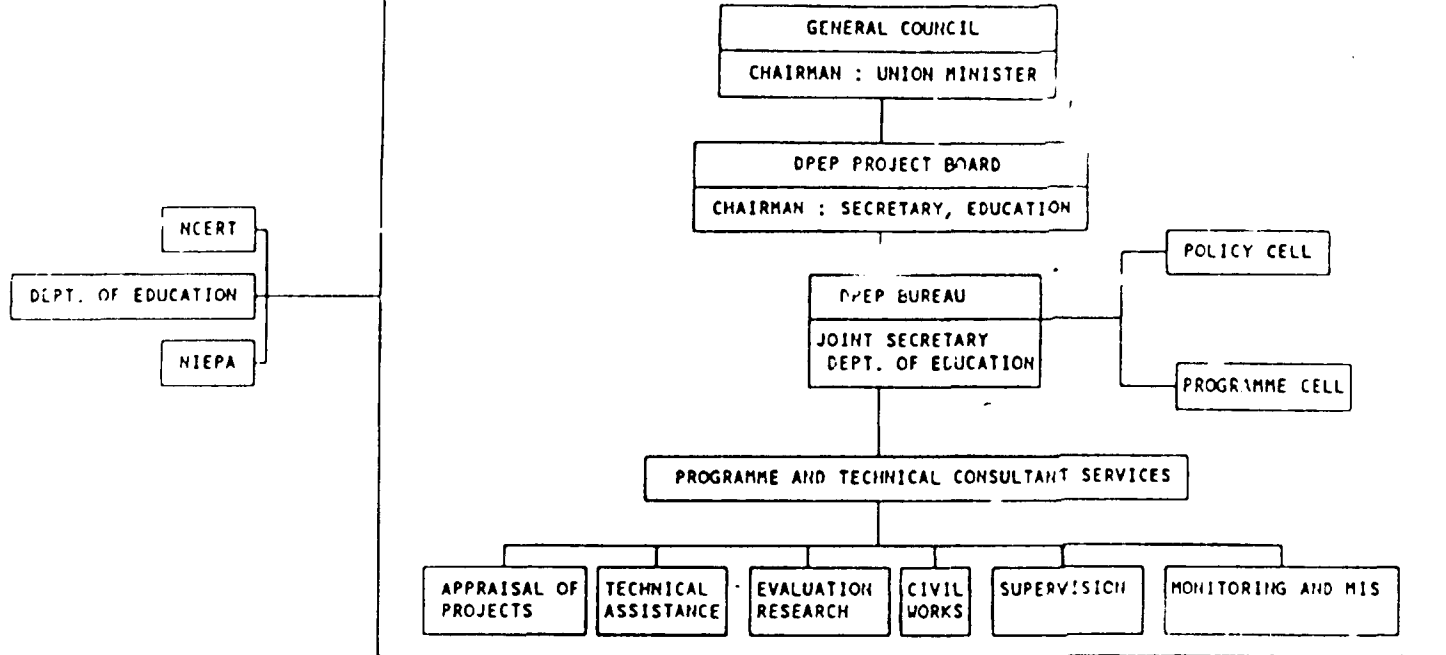 GENERAL COUNCIL
CHAIRMAN : UNION MINISTER
DPEP PROJECT BOARD
CHAIRMAN : SECRETARY, EDUCATION
NCERT
DEPT. OF EDUCATION
NIEPA
DPEP BUREAU
JOINT SECRETARY
DEPT. OF EDUCATION
POLICY CELL
PROGRAMME CELL
PROGRAMME AND TECHNICAL CONSULTANT SERVICES
APPRAISAL OF
PROJECTS
TECHNICAL
ASSISTANCE
EVALUATION
RESEARCH
CIVIL
WORKS
SUPERVISION
MONITORING AND MIS